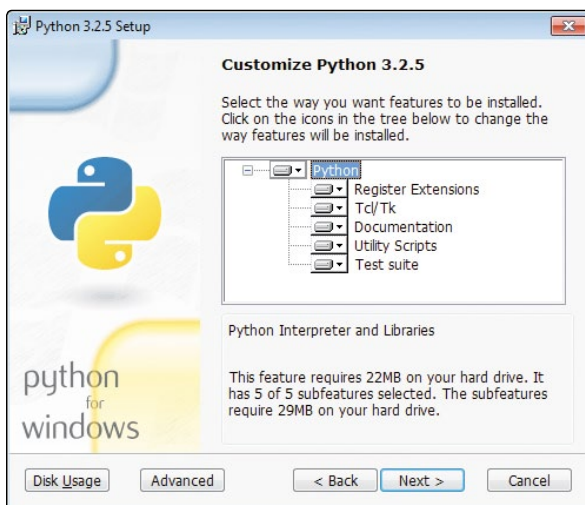 Python 3.2.5 Setup
Customize Python 3.2.5
Select the way you want features to be installed.
Click on the icons in the tree below to change the
way features will be installed.
Python
Register Extensions
Tcl/Tk
Documentation
Utility Scripts
Test suite
Python Interpreter and Libraries
This feature requires 22MB on your hard drive. It
has 5 of 5 subfeatures selected. The subfeatures
require 29MB on your hard drive.
python
for
windows
Disk Usage
Advanced
< Back
Next >
Cancel